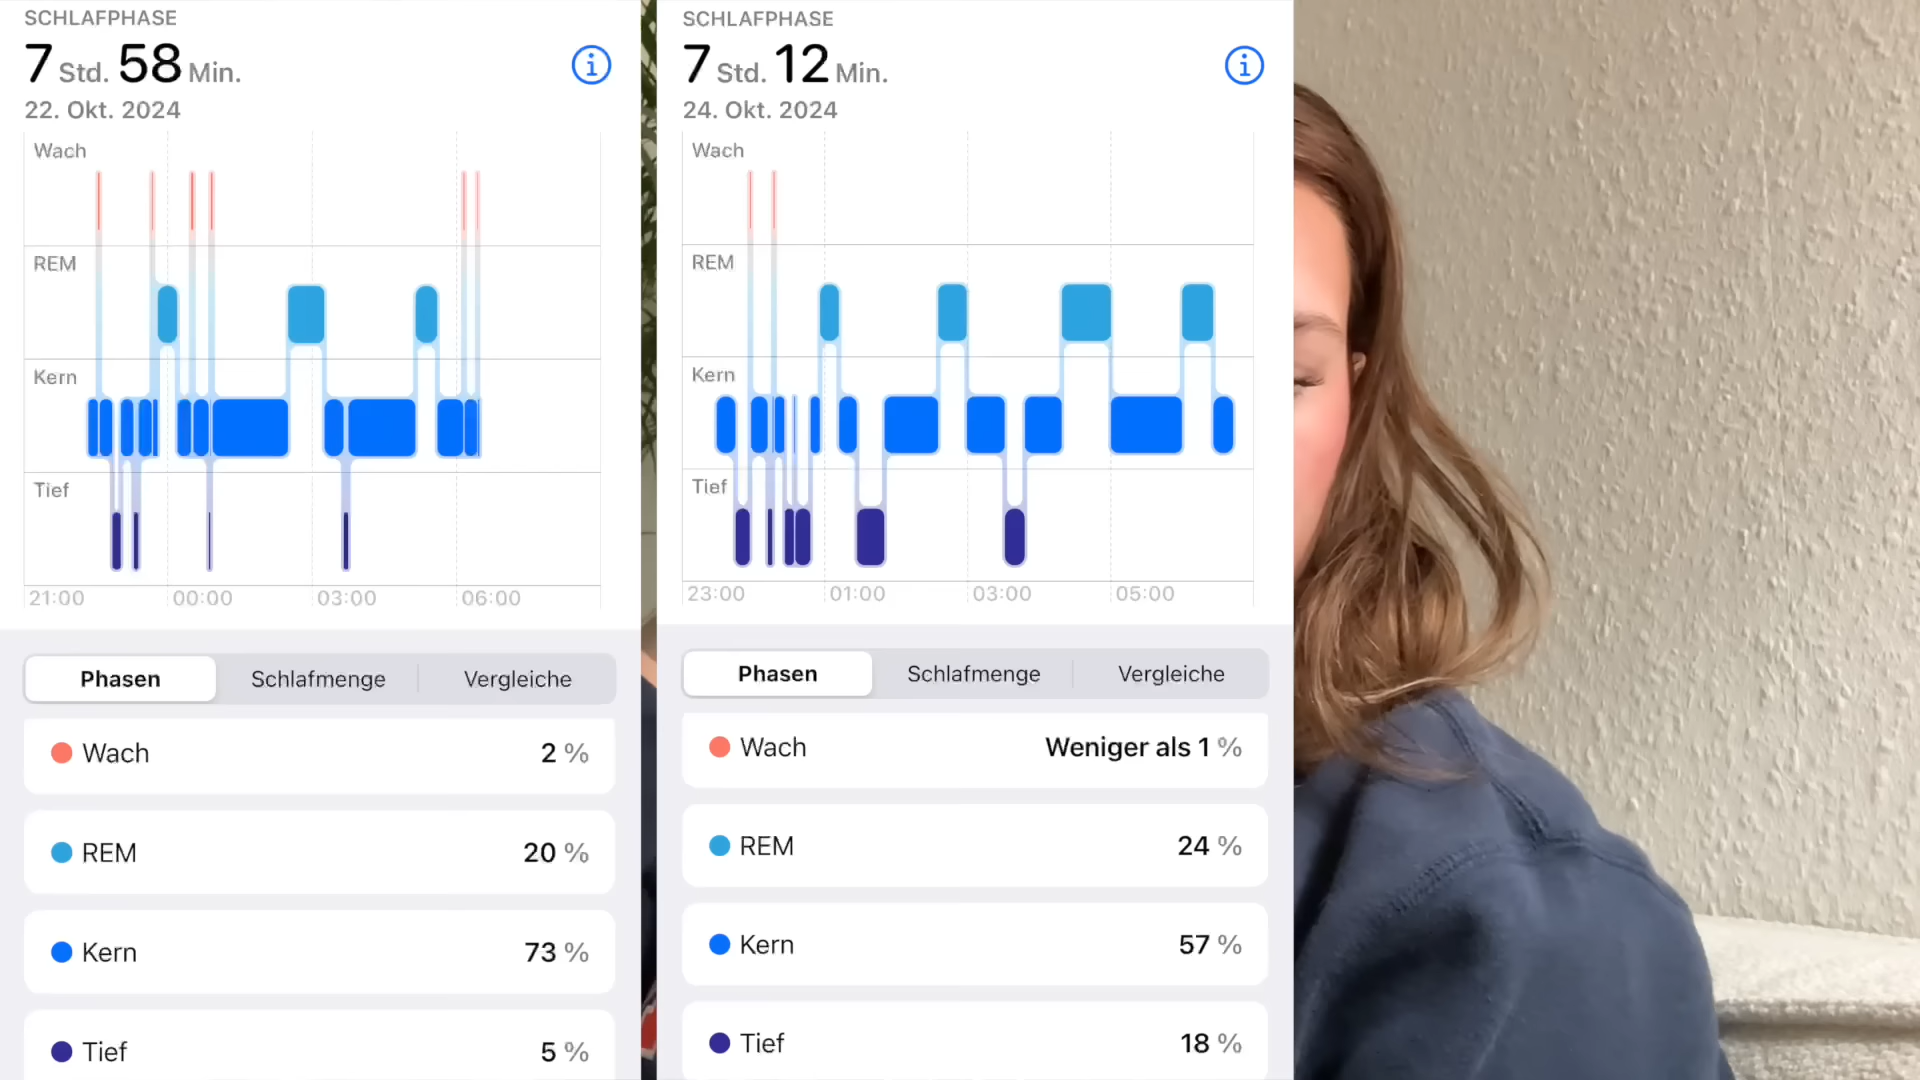 SCHLAFPHASE
7 Std. 58 Min.
22. Okt. 2024
Wach
REM
Kern
Tief
21:00 00:00 03:00 06:00
Phasen Schlafmenge Vergleiche
Wach 2 %
REM 20 %
Kern 73 %
Tief 5 %
SCHLAFPHASE
7 Std. 12 Min.
24. Okt. 2024
Wach
REM
Kern
Tief
23:00 01:00 03:00 05:00
Phasen Schlafmenge Vergleiche
Wach Weniger als 1 %
REM 24 %
Kern 57 %
Tief 18 %